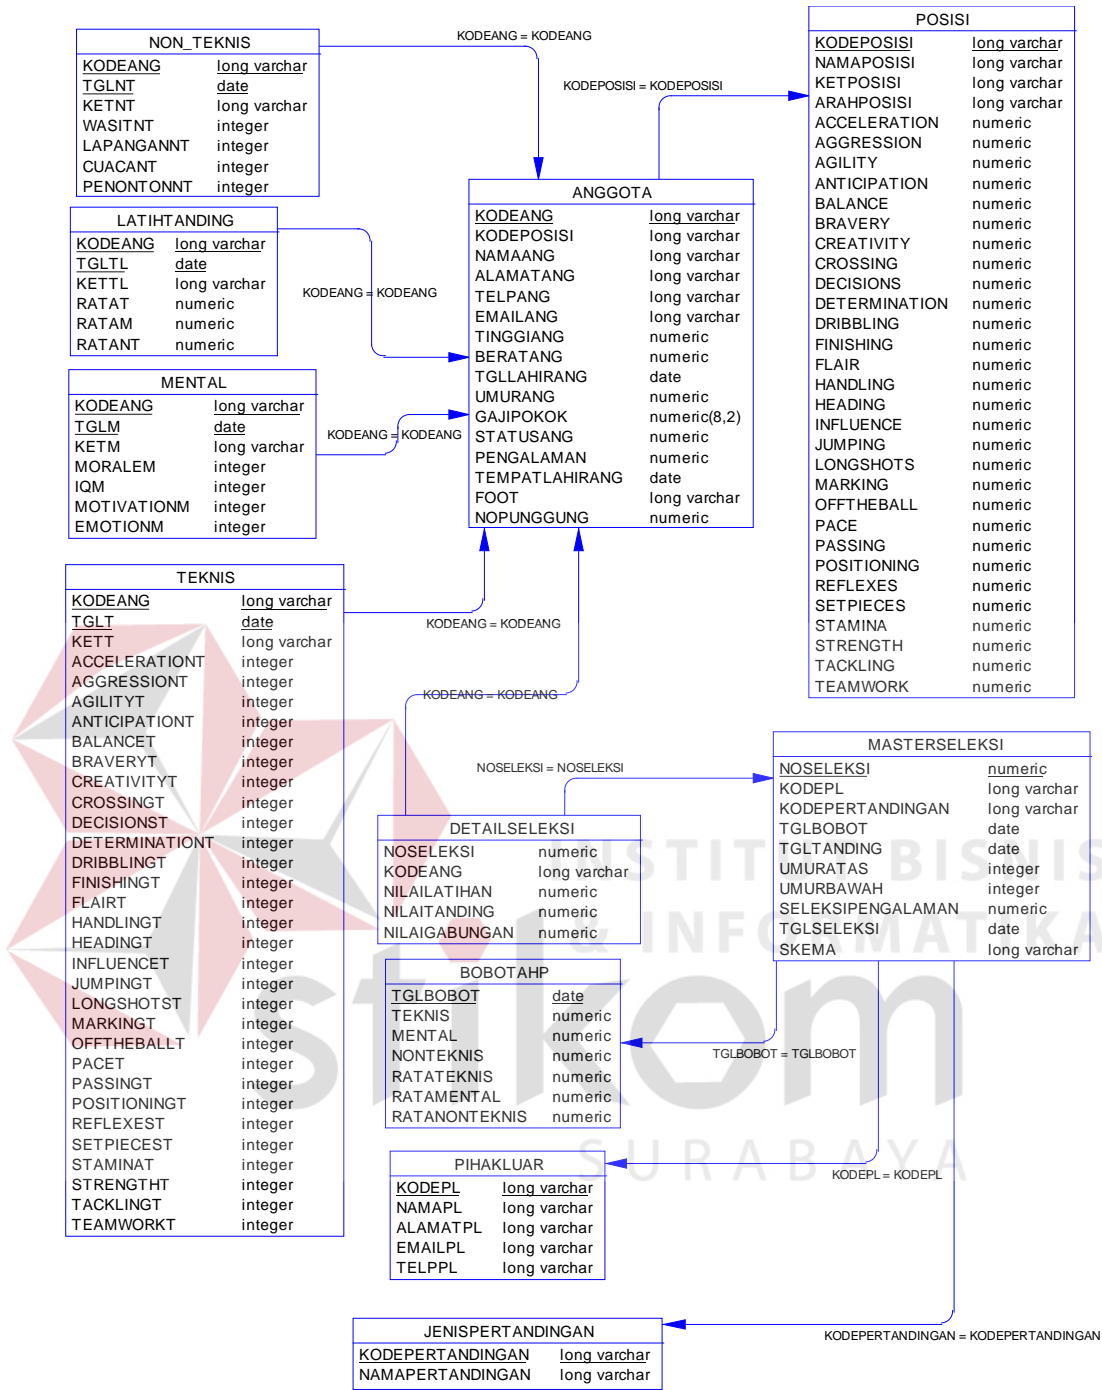 NON_TEKNIS
KODEANG long varchar
TGLNT date
KETNT long varchar
WASITNT integer
LAPANGANNT integer
CUACANT integer
PENONTONNT integer
KODEANG = KODEANG
KODEPOSISI = KODEPOSISI
POSISI
KODEPOSISI long varchar
NAMAPOSISI long varchar
KETPOSISI long varchar
ARAHPOSISI long varchar
ACCELERATION numeric
AGGRESSION numeric
AGILITY numeric
ANTICIPATION numeric
BALANCE numeric
BRAVERY numeric
CREATIVITY numeric
CROSSING numeric
DECISIONS numeric
DETERMINATION numeric
DRIBBLING numeric
FINISHING numeric
FLAIR numeric
HANDLING numeric
HEADING numeric
INFLUENCE numeric
JUMPING numeric
LONGSHOTS numeric
MARKING numeric
OFFTHEBALL numeric
PACE numeric
PASSING numeric
POSITIONING numeric
REFLEXES numeric
SETPIECES numeric
STAMINA numeric
STRENGTH numeric
TACKLING numeric
TEAMWORK numeric
LATIHTANDING
KODEANG long varchar
TGLTL date
KETTL long varchar
RATAT numeric
RATAM numeric
RATANT numeric
KODEANG = KODEANG
ANGGOTA
KODEANG long varchar
KODEPOSISI long varchar
NAMAANG long varchar
ALAMATANG long varchar
TELPANG long varchar
EMAILANG long varchar
TINGGIANG numeric
BERATANG numeric
TGLLAHIRANG date
UMURANG numeric
GAJIPOKOK numeric(8,2)
STATUSANG numeric
PENGALAMAN numeric
TEMPATLAHIRANG date
FOOT long varchar
NOPUNGGUNG numeric
MENTAL
KODEANG long varchar
TGLM date
KETM long varchar
MORALEM integer
IQM integer
MOTIVATIONM integer
EMOTIONM integer
KODEANG = KODEANG
TEKNIS
KODEANG long varchar
TGLT date
KETT long varchar
ACCELERATIONT integer
AGGRESSIONT integer
AGILITYT integer
ANTICIPATIONT integer
BALANCET integer
BRAVERYT integer
CREATIVITYT integer
CROSSINGT integer
DECISIONST integer
DETERMINATIONT integer
DRIBBLINGT integer
FINISHINGT integer
FLAIRT integer
HANDLINGT integer
HEADINGT integer
INFLUENCET integer
JUMPINGT integer
LONGSHOTST integer
MARKINGT integer
OFFTHEBALLT integer
PACET integer
PASSINGT integer
POSITIONINGT integer
REFLEXEST integer
SETPIECEST integer
STAMINAT integer
STRENGTHT integer
TACKLINGT integer
TEAMWORKT integer
KODEANG = KODEANG
KODEANG = KODEANG
NOSELEKSI = NOSELEKSI
MASTERSELEKSI
NOSELEKSI numeric
KODEPL long varchar
KODEPERTANDINGAN long varchar
TGLBOBOT date
TGLTANDING date
UMURATAS integer
UMURBAWAH integer
SELEKSIPENGALAMAN numeric
TGLSELEKSI date
SKEMA long varchar
DETAILSELEKSI
NOSELEKSI numeric
KODEANG long varchar
NILAILATIHAN numeric
NILAITANDING numeric
NILAIGABUNGAN numeric
INSTITUT BISNIS
& INFORMATIKA
stikom
SURABAYA
BOBOTAHP
TGLBOBOT date
TEKNIS numeric
MENTAL numeric
NONTEKNIS numeric
RATATEKNIS numeric
RATAMENTAL numeric
RATANONTEKNIS numeric
TGLBOBOT = TGLBOBOT
PIHAKLUAR
KODEPL long varchar
NAMAPL long varchar
ALAMATPL long varchar
EMAILPL long varchar
TELPPL long varchar
KODEPL = KODEPL
JENISPERTANDINGAN
KODEPERTANDINGAN long varchar
NAMAPERTANDINGAN long varchar
KODEPERTANDINGAN = KODEPERTANDINGAN